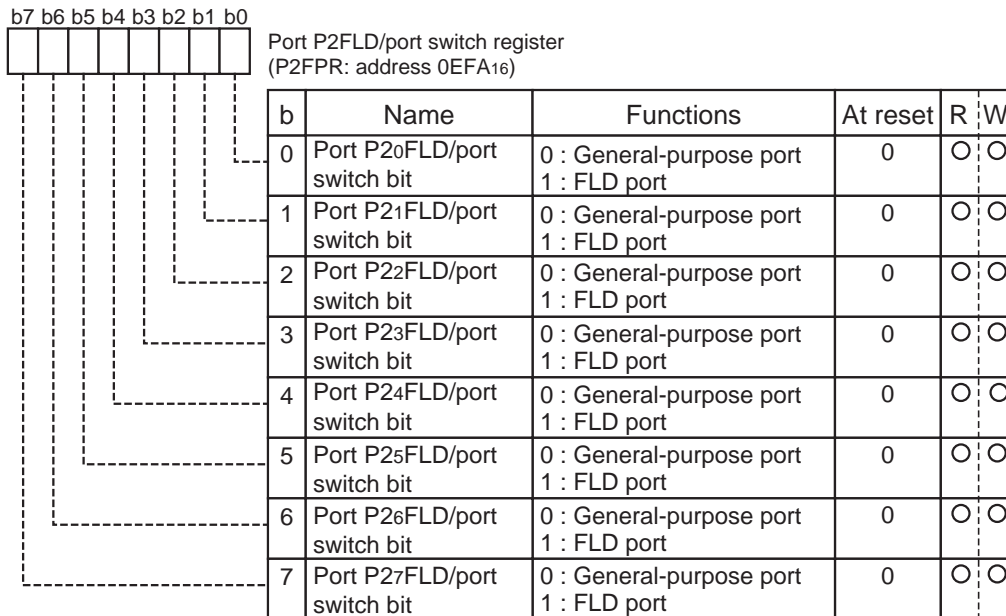 b7 b6 b5 b4 b3 b2 b1 b0
Port P2FLD/port switch register
(P2FPR: address 0EFA16)
b Name Functions At reset R W
0 Port P20FLD/port switch bit 0 : General-purpose port 0
1 : FLD port
1 Port P21FLD/port switch bit 0 : General-purpose port 0
1 : FLD port
2 Port P22FLD/port switch bit 0 : General-purpose port 0
1 : FLD port
3 Port P23FLD/port switch bit 0 : General-purpose port 0
1 : FLD port
4 Port P24FLD/port switch bit 0 : General-purpose port 0
1 : FLD port
5 Port P25FLD/port switch bit 0 : General-purpose port 0
1 : FLD port
6 Port P26FLD/port switch bit 0 : General-purpose port 0
1 : FLD port
7 Port P27FLD/port switch bit 0 : General-purpose port 0
1 : FLD port